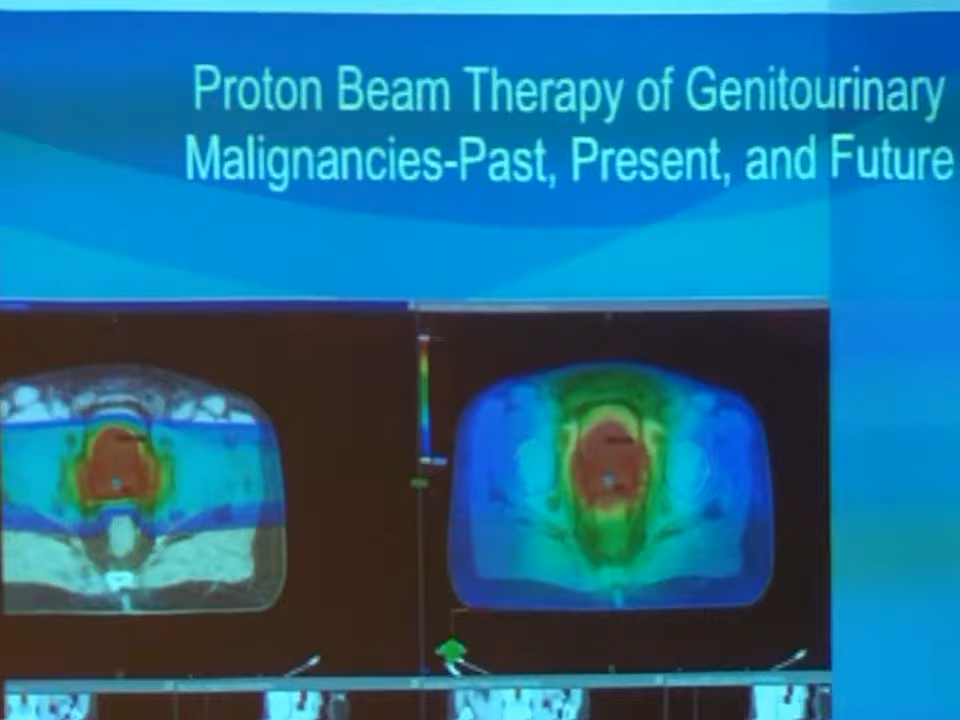 Proton Beam Therapy of Genitourinary
Malignancies-Past, Present, and Future